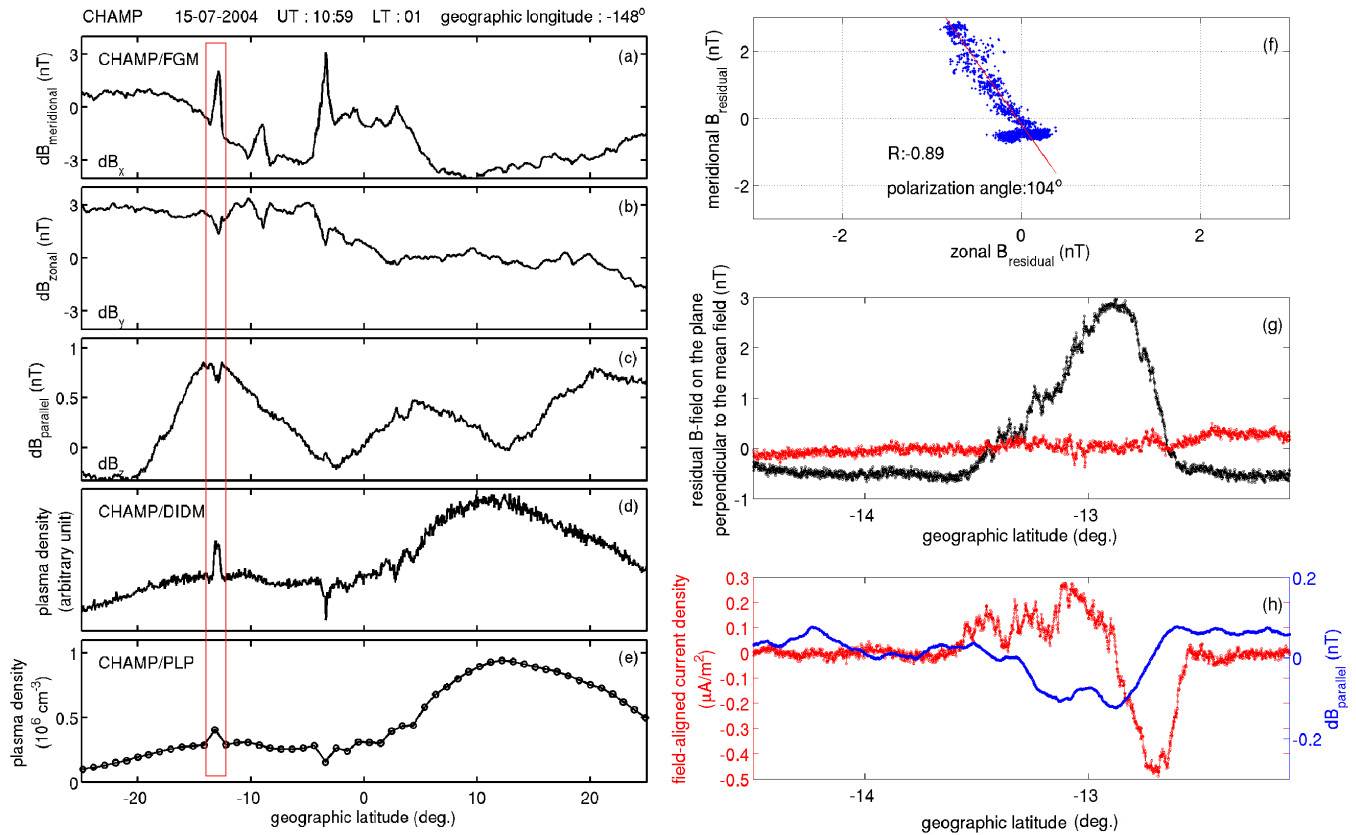 CHAMP 15-07-2004 UT : 10:59 LT : 01 geographic longitude : -148°
CHAMP/FGM
(a)
dB_meridional (nT)
3
0
-3
dB_x
(b)
dB_zonal (nT)
3
0
-3
dB_y
(c)
dB_parallel (nT)
1
0.5
0
dB_z
CHAMP/DIDM
(d)
plasma density
(arbitrary unit)
CHAMP/PLP
(e)
plasma density
(10^6 cm^-3)
1
0.5
0
-20 -10 0 10 20
geographic latitude (deg.)
(f)
meridional B_residual (nT)
2
0
-2
R:-0.89
polarization angle:104°
-2 0 2
zonal B_residual (nT)
(g)
residual B-field on the plane
perpendicular to the mean field (nT)
3
2
1
0
-1
-14 -13
geographic latitude (deg.)
(h)
field-aligned current density
(μA/m^2)
0.3
0.2
0.1
0
-0.1
-0.2
-0.3
-0.4
-0.5
0.2
0
-0.2
dB_parallel (nT)
-14 -13
geographic latitude (deg.)